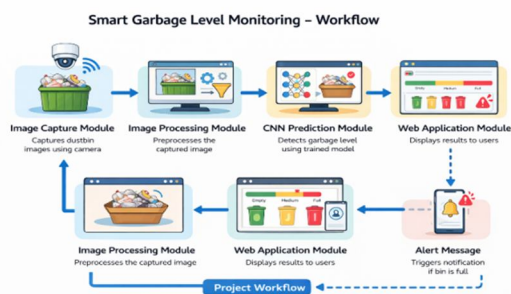 Smart Garbage Level Monitoring – Workflow
Image Capture Module
Captures dustbin
images using camera
Image Processing Module
Preprocesses the
captured image
CNN Prediction Module
Detects garbage level
using trained model
Empty Medium Full
Web Application Module
Displays results to users
Image Processing Module
Preprocesses the captured image
Empty Medium Full
Web Application Module
Displays results to users
Alert Message
Triggers notification
if bin is full
Project Workflow